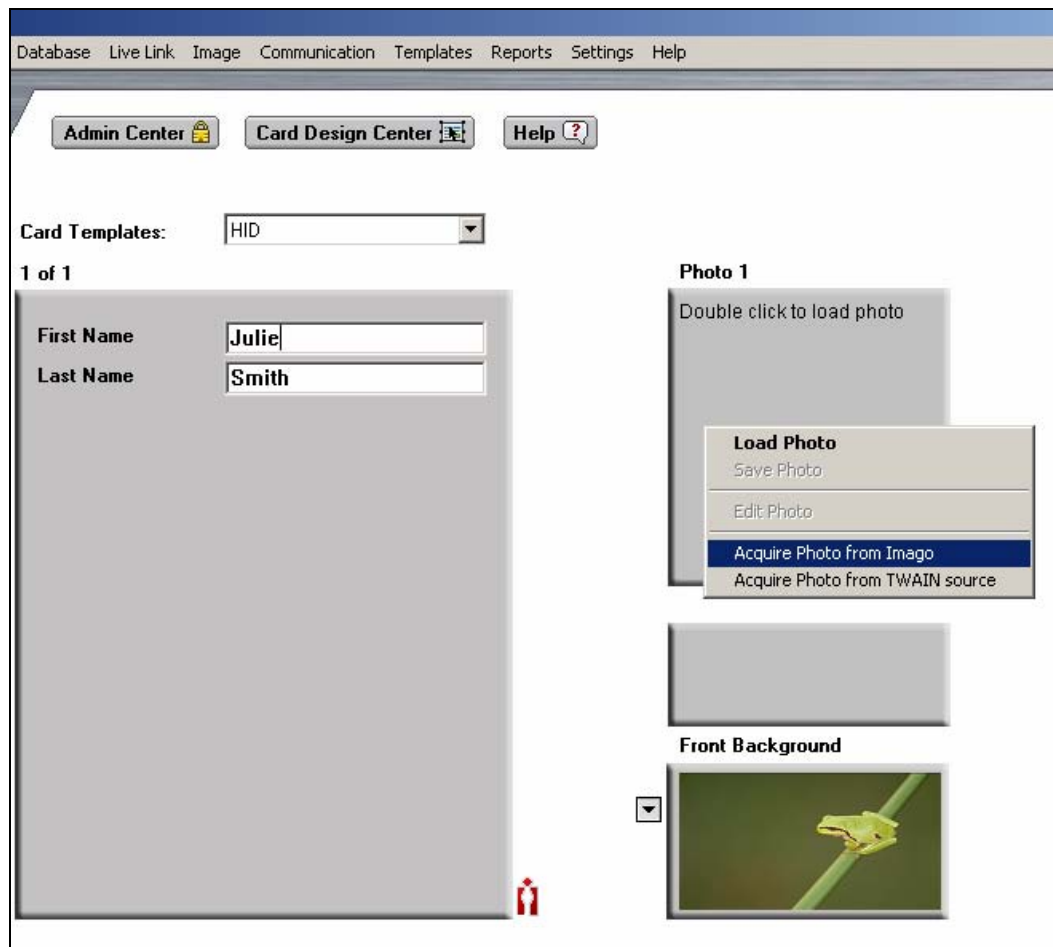 Database Live Link Image Communication Templates Reports Settings Help
Admin Center Card Design Center Help ?
Card Templates: HID
1 of 1
Photo 1
Double click to load photo
First Name Julie
Last Name Smith
Load Photo
Save Photo
Edit Photo
Acquire Photo from Imago
Acquire Photo from TWAIN source
Front Background